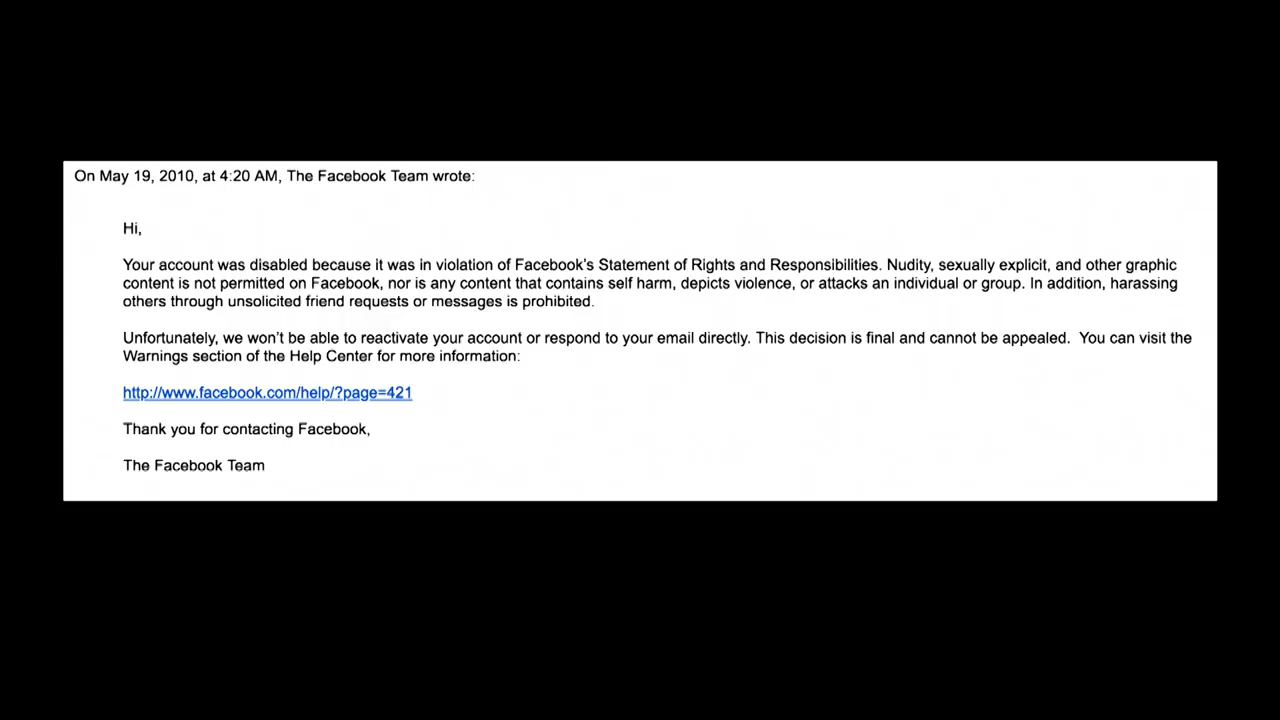 On May 19, 2010, at 4:20 AM, The Facebook Team wrote:
Hi,
Your account was disabled because it was in violation of Facebook’s Statement of Rights and Responsibilities. Nudity, sexually explicit, and other graphic
content is not permitted on Facebook, nor is any content that contains self harm, depicts violence, or attacks an individual or group. In addition, harassing
others through unsolicited friend requests or messages is prohibited.
Unfortunately, we won’t be able to reactivate your account or respond to your email directly. This decision is final and cannot be appealed.  You can visit the
Warnings section of the Help Center for more information:
http://www.facebook.com/help/?page=421
Thank you for contacting Facebook,
The Facebook Team